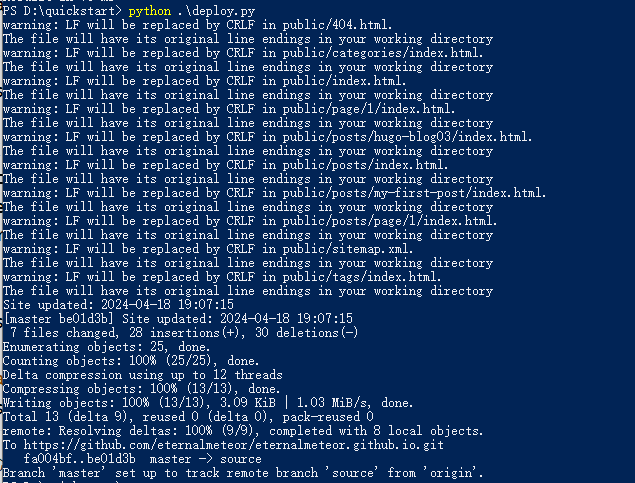 PS D:\quickstart> python .\deploy.py
warning: LF will be replaced by CRLF in public/404.html.
The file will have its original line endings in your working directory
warning: LF will be replaced by CRLF in public/categories/index.html.
The file will have its original line endings in your working directory
warning: LF will be replaced by CRLF in public/index.html.
The file will have its original line endings in your working directory
warning: LF will be replaced by CRLF in public/page/1/index.html.
The file will have its original line endings in your working directory
warning: LF will be replaced by CRLF in public/posts/hugo-blog03/index.html.
The file will have its original line endings in your working directory
warning: LF will be replaced by CRLF in public/posts/index.html.
The file will have its original line endings in your working directory
warning: LF will be replaced by CRLF in public/posts/my-first-post/index.html.
The file will have its original line endings in your working directory
warning: LF will be replaced by CRLF in public/posts/page/1/index.html.
The file will have its original line endings in your working directory
warning: LF will be replaced by CRLF in public/sitemap.xml.
The file will have its original line endings in your working directory
warning: LF will be replaced by CRLF in public/tags/index.html.
The file will have its original line endings in your working directory
Site updated: 2024-04-18 19:07:15
[master be01d3b] Site updated: 2024-04-18 19:07:15
7 files changed, 28 insertions(+), 30 deletions(-)
Enumerating objects: 25, done.
Counting objects: 100% (25/25), done.
Delta compression using up to 12 threads
Compressing objects: 100% (13/13), done.
Writing objects: 100% (13/13), 3.09 KiB | 1.03 MiB/s, done.
Total 13 (delta 9), reused 0 (delta 0), pack-reused 0
remote: Resolving deltas: 100% (9/9), completed with 8 local objects.
To https://github.com/eternalmeteor/eternalmeteor.github.io.git
fa004bf..be01d3b  master -> source
Branch 'master' set up to track remote branch 'source' from 'origin'.